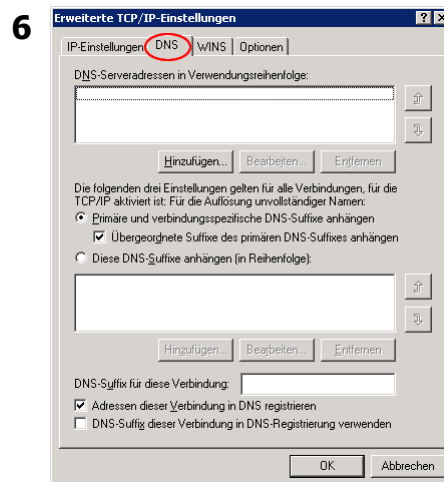 6
Erweiterte TCP/IP-Einstellungen
IP-Einstellungen DNS WINS Optionen
DNS-Serveradressen in Verwendungsreihenfolge:
Hinzufügen... Bearbeiten... Entfernen
Die folgenden drei Einstellungen gelten für alle Verbindungen, für die
TCP/IP aktiviert ist: Für die Auflösung unvollständiger Namen:
Primäre und verbindungsspezifische DNS-Suffixe anhängen
Übergeordnete Suffixe des primären DNS-Suffixes anhängen
Diese DNS-Suffixe anhängen (in Reihenfolge):
Hinzufügen... Bearbeiten... Entfernen
DNS-Suffix für diese Verbindung:
Adressen dieser Verbindung in DNS registrieren
DNS-Suffix dieser Verbindung in DNS-Registrierung verwenden
OK Abbrechen